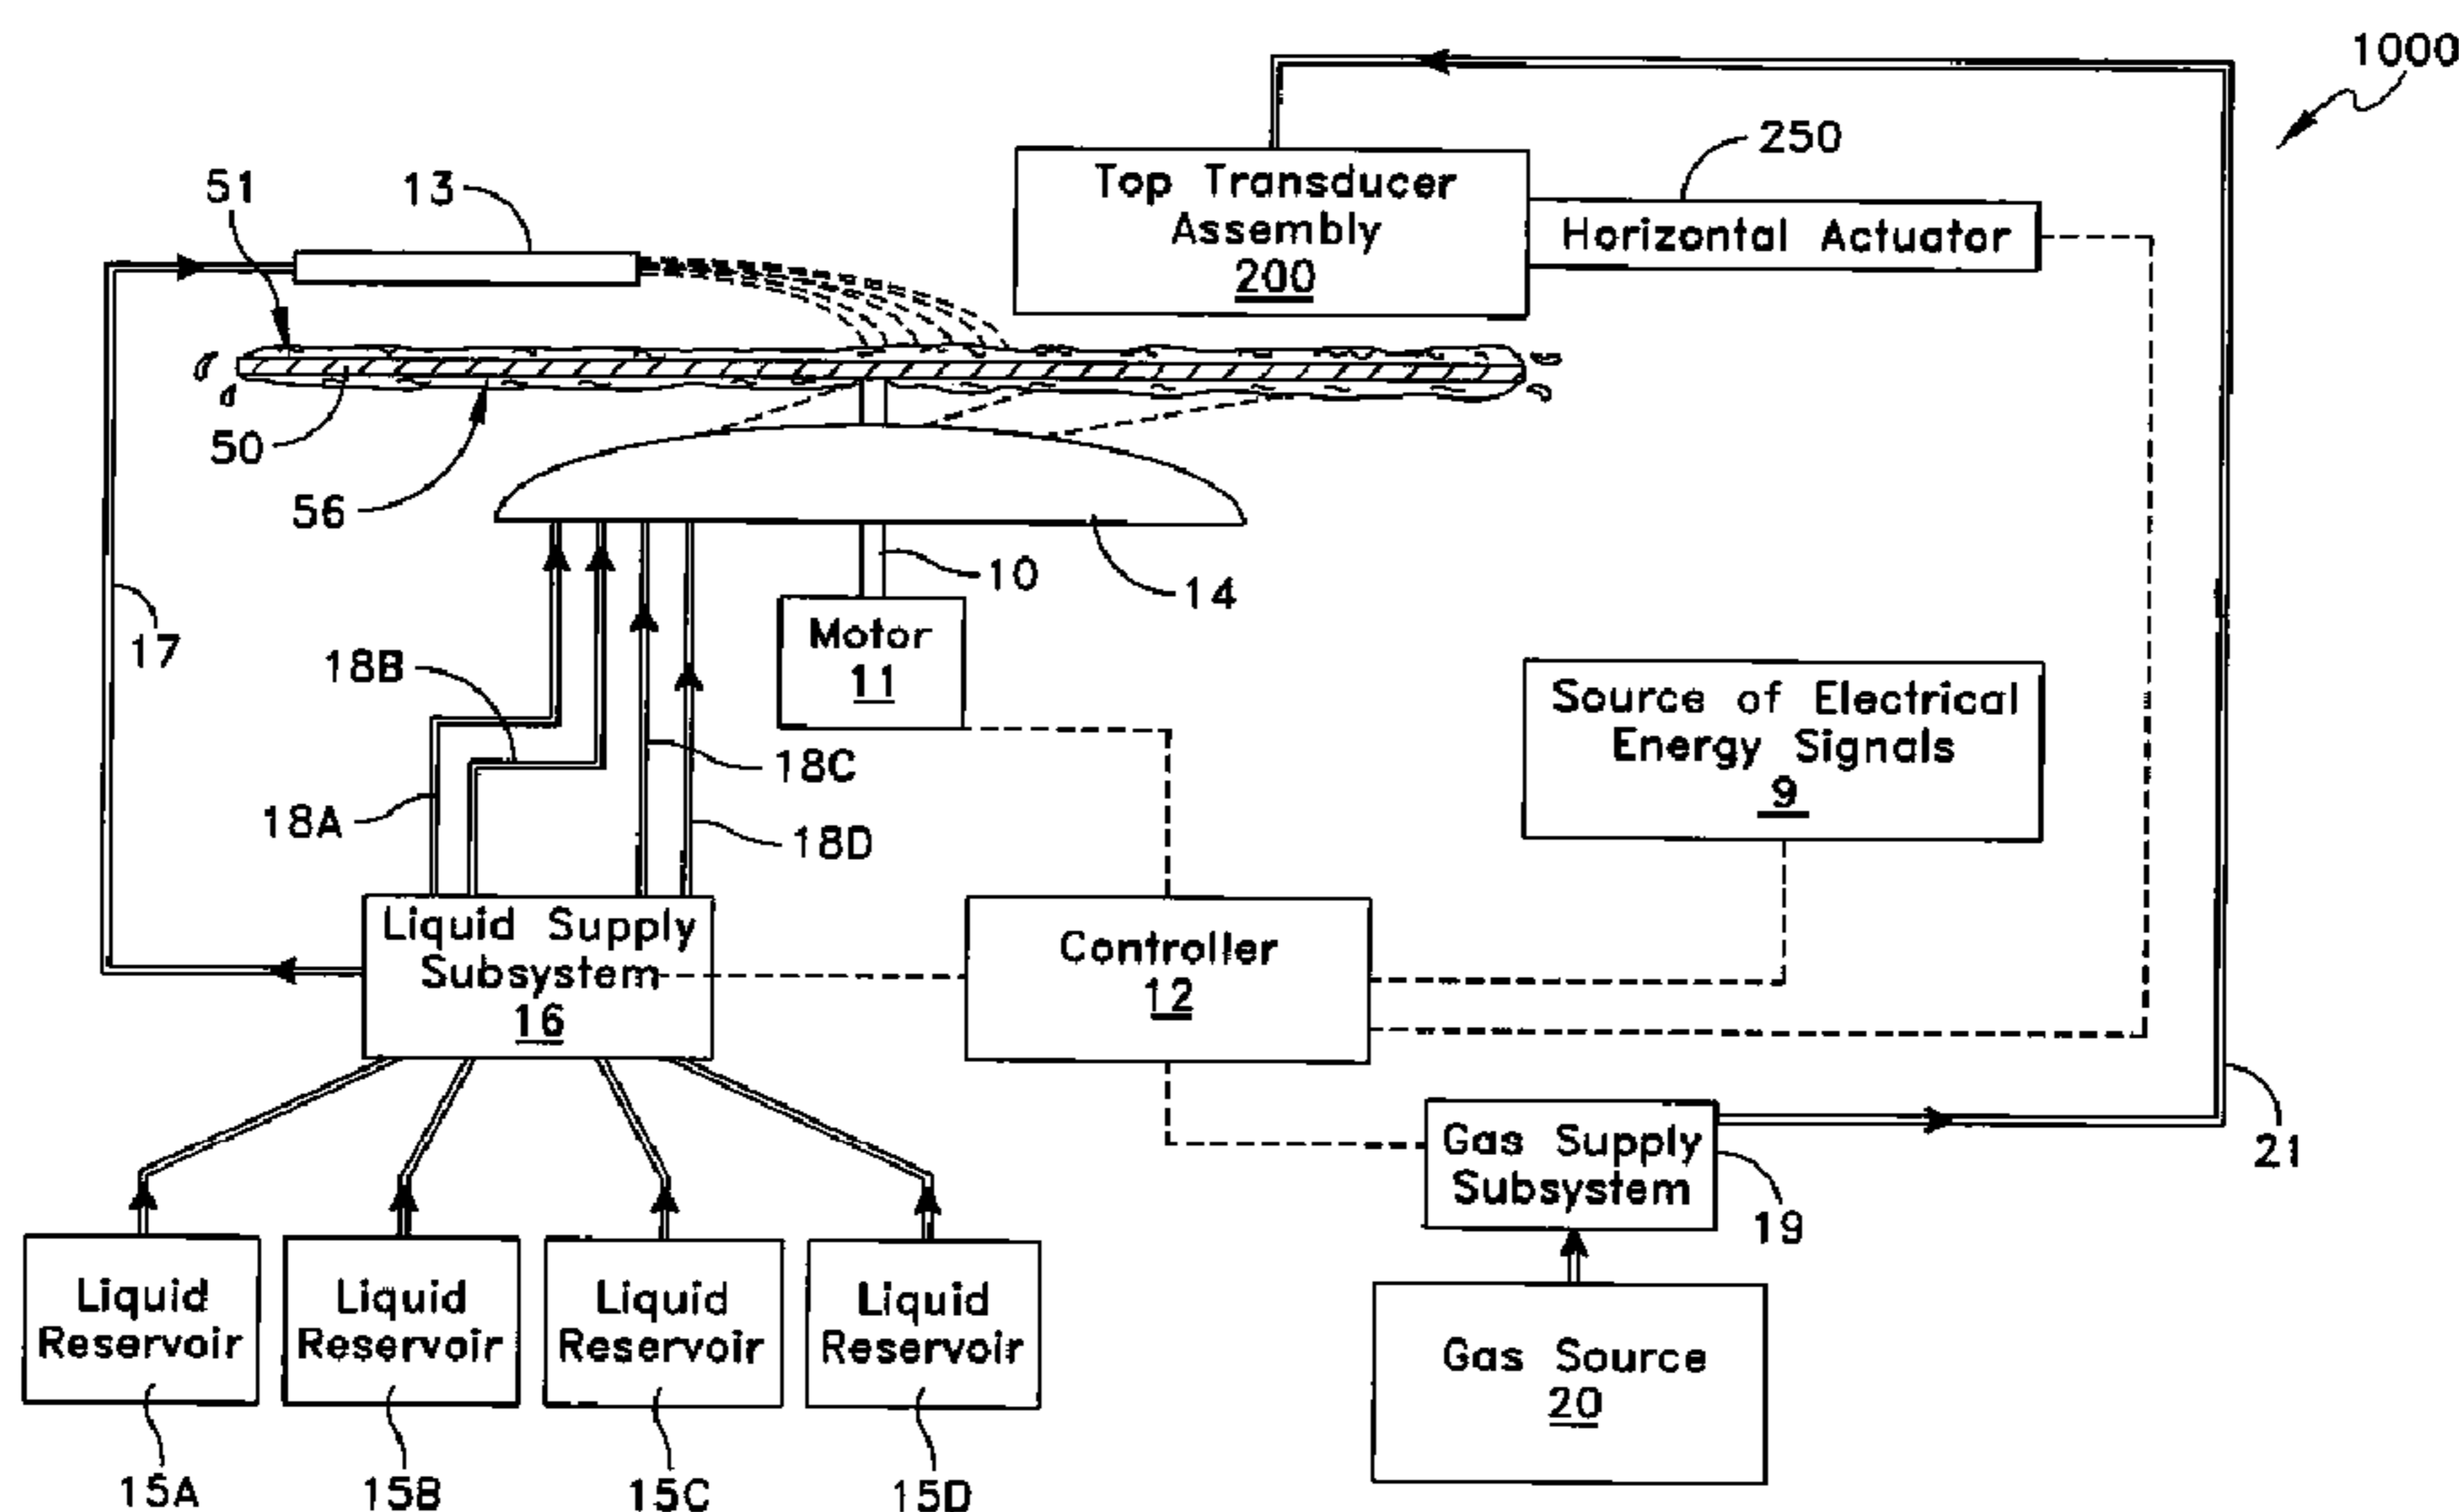 1000
250
Top Transducer
Assembly
200
Horizontal Actuator
51
13
50
56
10
14
17
Motor
11
18B
18C
18A
18D
Source of Electrical
Energy Signals
9
Liquid Supply
Subsystem
16
Controller
12
Gas Supply
Subsystem
21
19
Liquid
Reservoir
Liquid
Reservoir
Liquid
Reservoir
Liquid
Reservoir
Gas Source
20
15A
15B
15C
15D